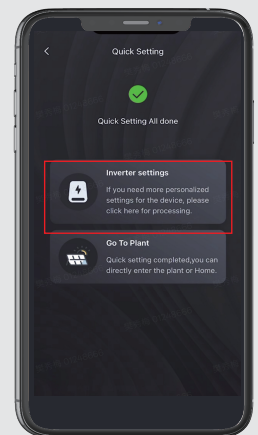 Quick Setting
Quick Setting All done
Inverter settings
If you need more personalized
settings for the device, please
click here for processing.
Go To Plant
Quick setting completed,you can
directly enter the plant or Home.